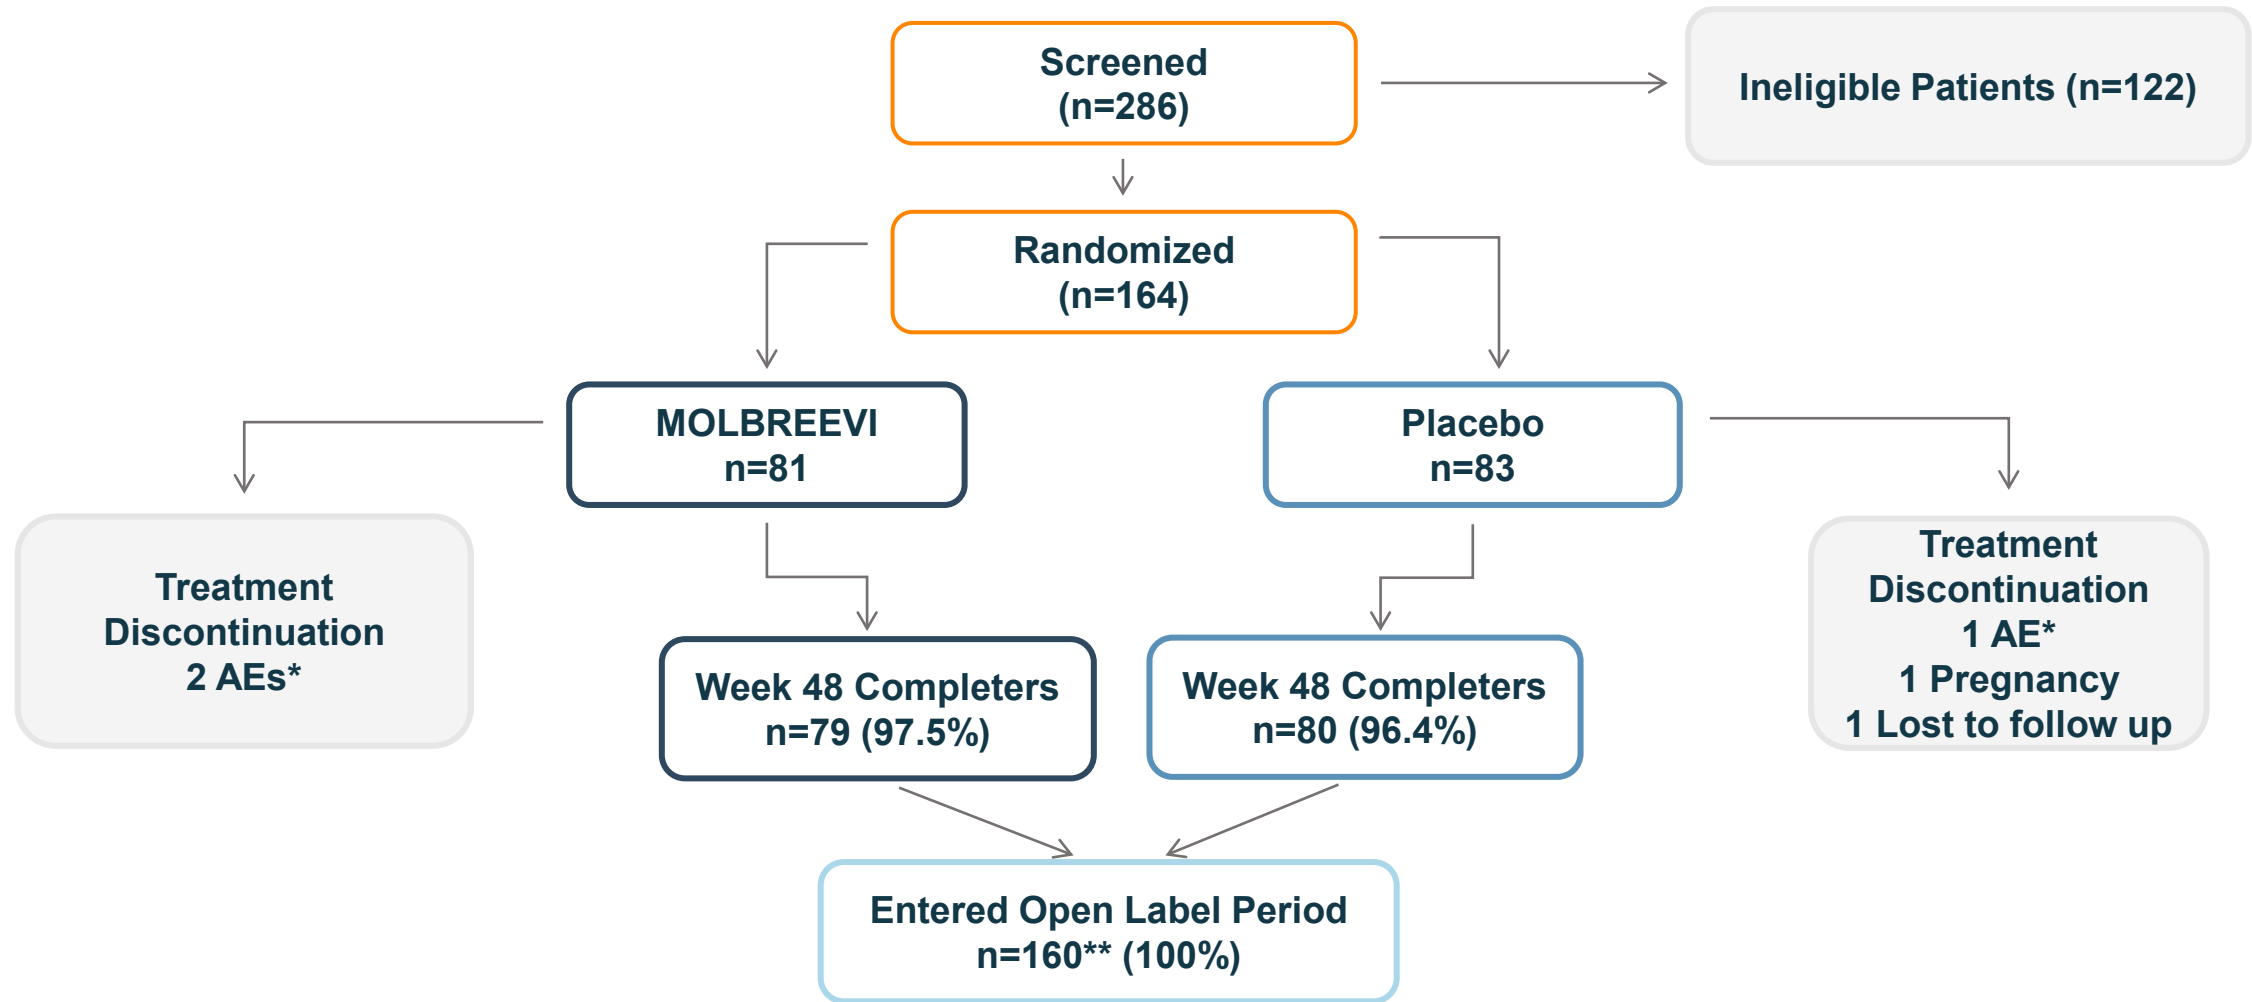 Screened
(n=286)
Ineligible Patients (n=122)
Randomized
(n=164)
MOLBREEVI
n=81
Placebo
n=83
Treatment
Discontinuation
2 AEs*
Treatment
Discontinuation
1 AE*
1 Pregnancy
1 Lost to follow up
Week 48 Completers
n=79 (97.5%)
Week 48 Completers
n=80 (96.4%)
Entered Open Label Period
n=160** (100%)